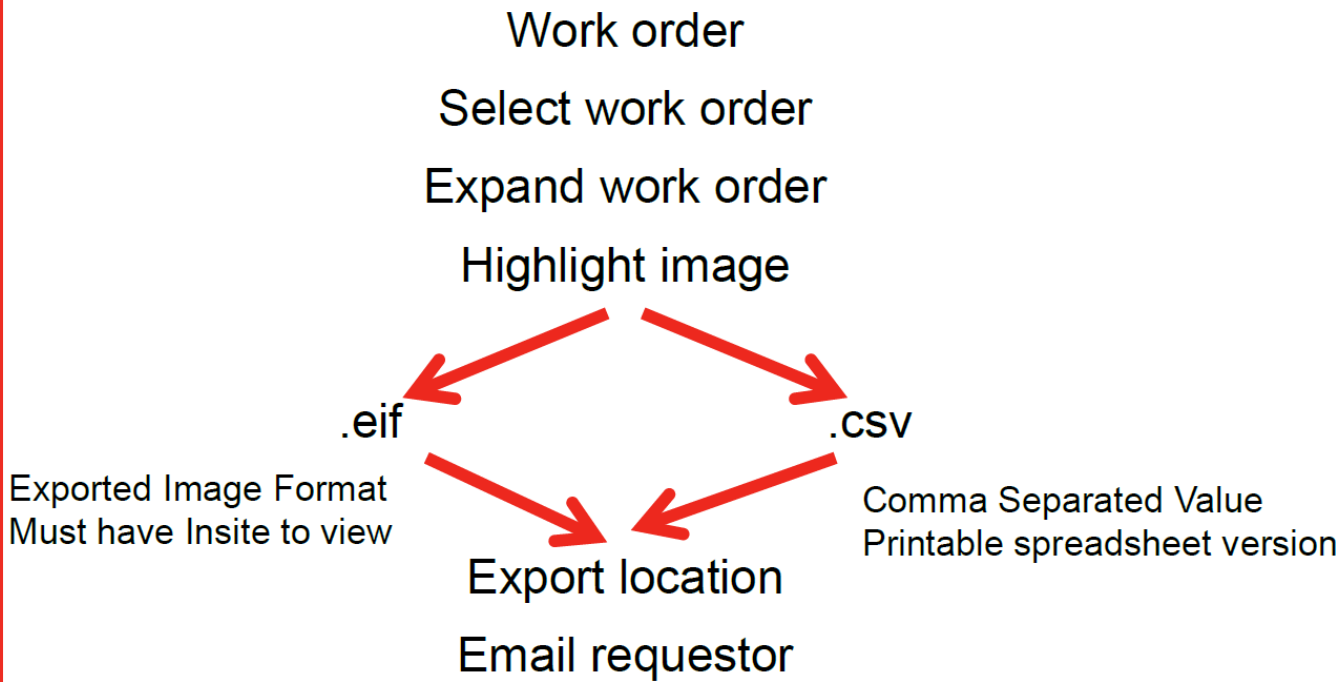 Work order
Select work order
Expand work order
Highlight image
.eif
.csv
Exported Image Format
Must have Insite to view
Comma Separated Value
Printable spreadsheet version
Export location
Email requestor